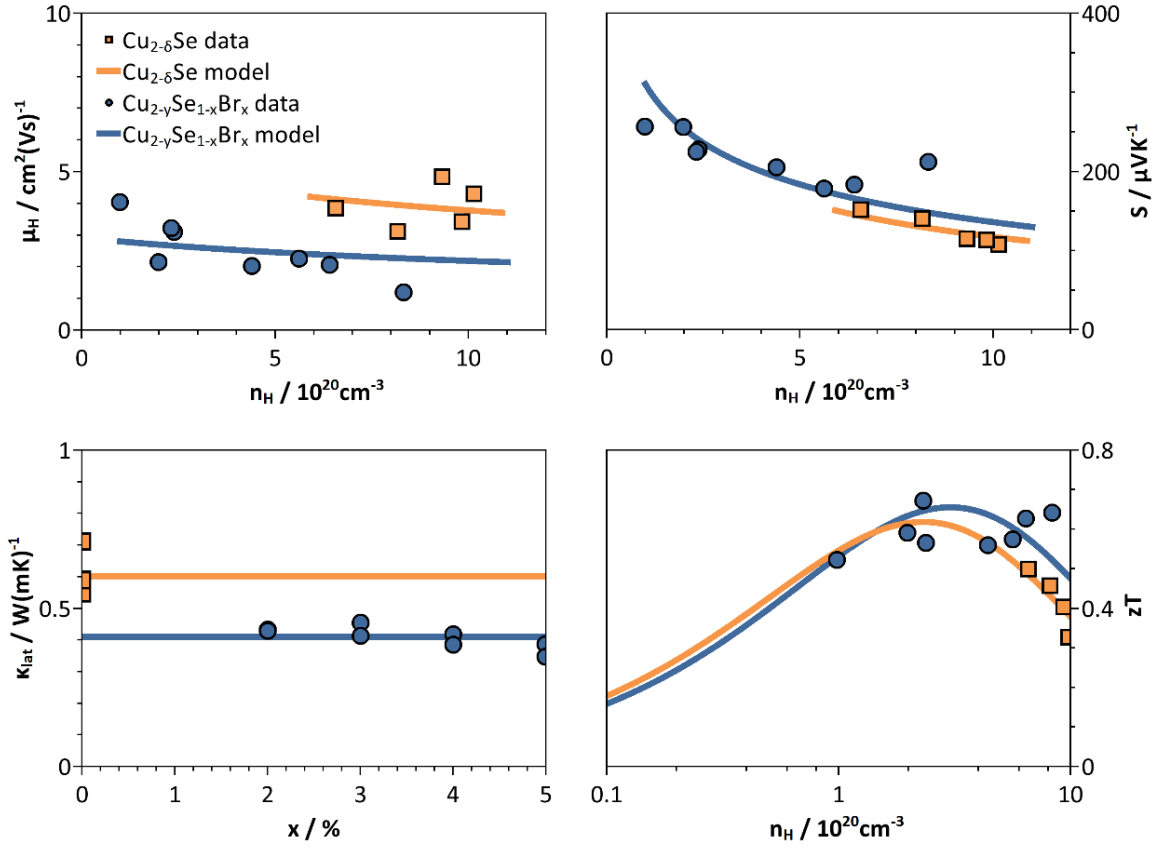 10
5
0
μH / cm2(Vs)-1
Cu2-δSe data
Cu2-δSe model
Cu2-ySe1-xBrx data
Cu2-ySe1-xBrx model
0 5 10
nH / 1020cm-3
400
200
0
S / μVK-1
0 5 10
nH / 1020cm-3
1
0.5
0
κlat / W(mK)-1
0 1 2 3 4 5
x / %
0.8
0.4
0
zT
0.1 1 10
nH / 1020cm-3